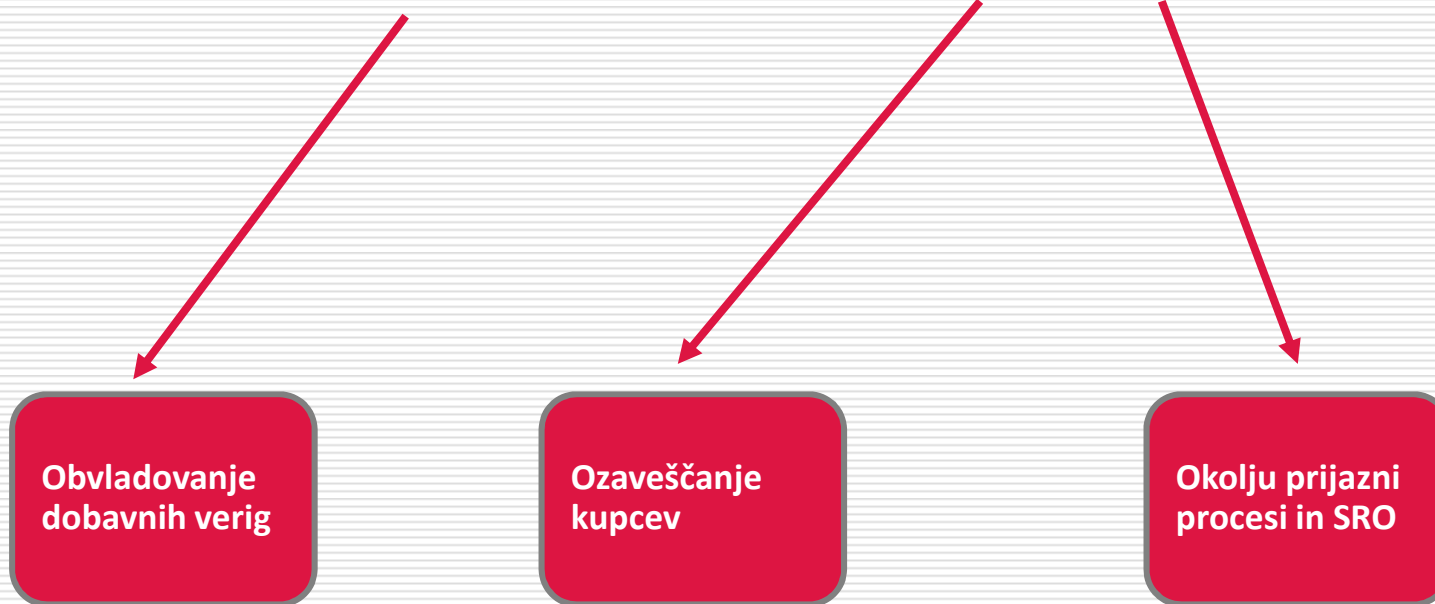 Obvladovanje
dobavnih verig
Ozaveščanje
kupcev
Okolju prijazni
procesi in SRO